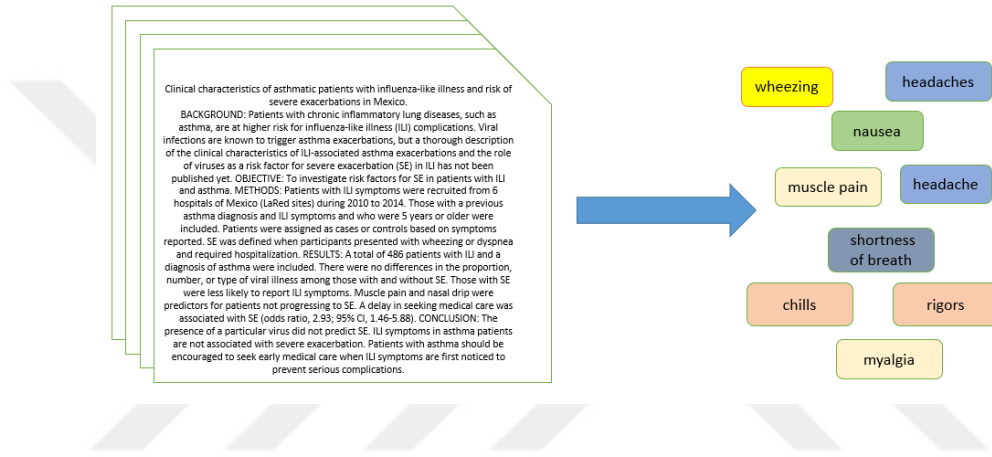 Clinical characteristics of asthmatic patients with influenza-like illness and risk of
severe exacerbations in Mexico.
BACKGROUND: Patients with chronic inflammatory lung diseases, such as
asthma, are at higher risk for influenza-like illness (ILI) complications. Viral
infections are known to trigger asthma exacerbations, but a thorough description
of the clinical characteristics of ILI-associated asthma exacerbations and the role
of viruses as a risk factor for severe exacerbation (SE) in ILI has not been
published yet. OBJECTIVE: To investigate risk factors for SE in patients with ILI
and asthma. METHODS: Patients with ILI symptoms were recruited from 6
hospitals of Mexico (LaRed sites) during 2010 to 2014. Those with a previous
asthma diagnosis and ILI symptoms and who were 5 years or older were
included. Patients were assigned as cases or controls based on symptoms
reported. SE was defined when participants presented with wheezing or dyspnea
and required hospitalization. RESULTS: A total of 486 patients with ILI and a
diagnosis of asthma were included. There were no differences in the proportion,
number, or type of viral illness among those with and without SE. Those with SE
were less likely to report ILI symptoms. Muscle pain and nasal drip were
predictors for patients not progressing to SE. A delay in seeking medical care was
associated with SE (odds ratio, 2.93; 95% CI, 1.46-5.88). CONCLUSION: The
presence of a particular virus did not predict SE. ILI symptoms in asthma patients
are not associated with severe exacerbation. Patients with asthma should be
encouraged to seek early medical care when ILI symptoms are first noticed to
prevent serious complications.
wheezing
headaches
nausea
muscle pain
headache
shortness
of breath
chills
rigors
myalgia